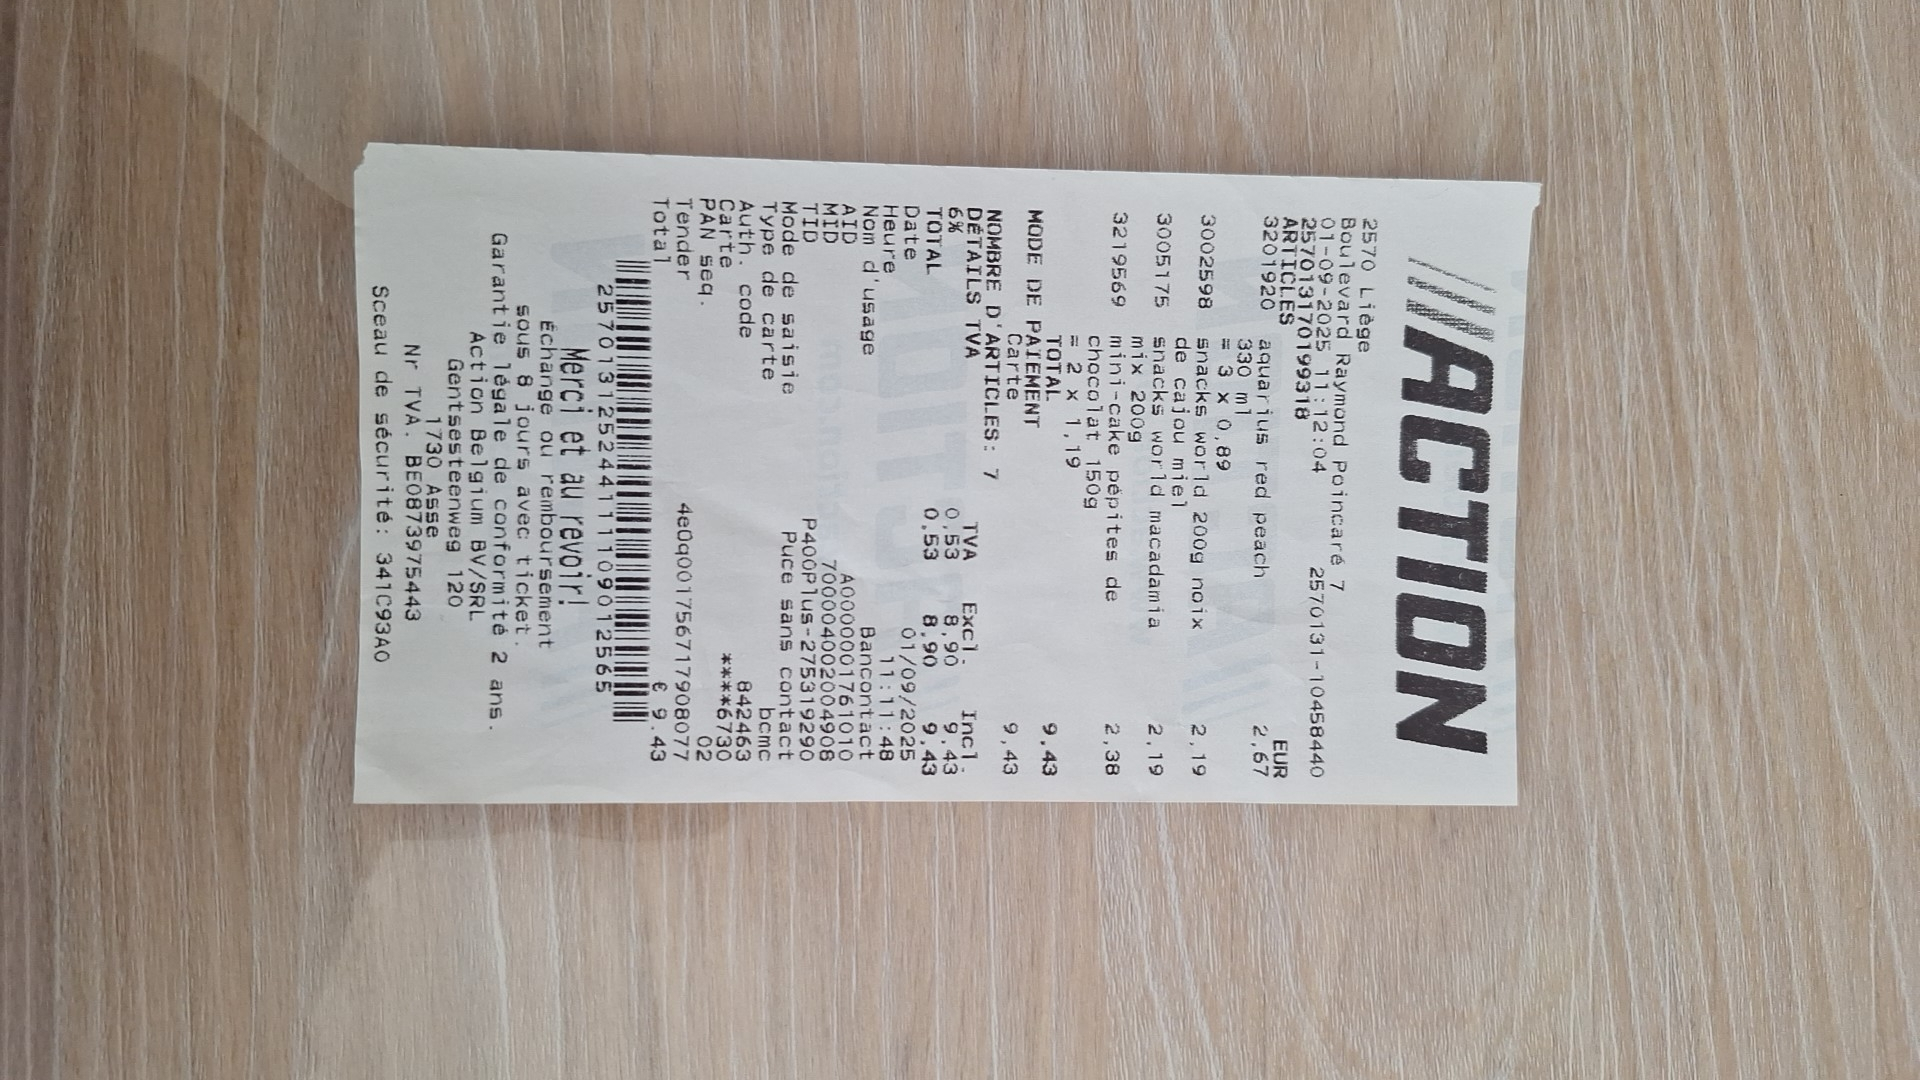 ///ACTION
2570 Liège
Boulevard Raymond Poincaré 7
01-09-2025 11:12:04 2570131-10458440
257013170199318
ARTICLES EUR
3201920 aquarius red peach 2,67
330 ml
= 3 x 0,89
3002598 snacks world 200g noix 2,19
de cajou miel
3005175 snacks world macadamia 2,19
mix 200g
3219569 mini-cake pépites de 2,38
chocolat 150g
= 2 x 1,19
TOTAL 9,43
MODE DE PAIEMENT
Carte 9,43
NOMBRE D'ARTICLES: 7
DÉTAILS TVA TVA Excl. Incl.
6% 0,53 8,90 9,43
TOTAL 0,53 8,90 9,43
Date 01/09/2025
Heure 11:11:48
Nom d'usage Bancontact
AID A0000001761010
MID 700004002004908
TID P400Plus-275319290
Mode de saisie Puce sans contact
Type de carte bcmc
Auth. code 842463
Carte ****6730
PAN seq. 02
Tender 4e0q001756717908077
Total € 9.43
257013125244111109012565
Merci et au revoir!
Échange ou remboursement
sous 8 jours avec ticket.
Garantie légale de conformité 2 ans.
Action Belgium BV/SRL
Gentsesteenweg 120
1730 Asse
Nr TVA. BE0873975443
Sceau de sécurité: 341C93A0